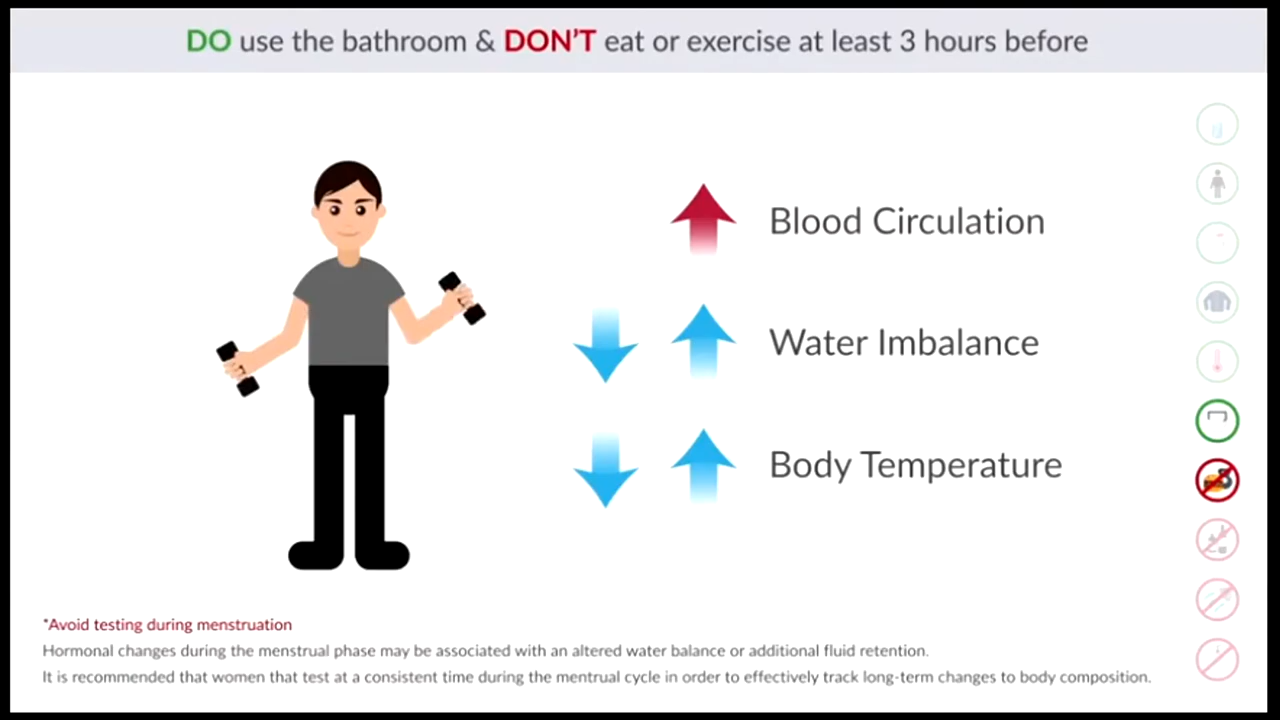 DO use the bathroom & DON'T eat or exercise at least 3 hours before
Blood Circulation
Water Imbalance
Body Temperature
*Avoid testing during menstruation
Hormonal changes during the menstrual phase may be associated with an altered water balance or additional fluid retention.
It is recommended that women that test at a consistent time during the mentrual cycle in order to effectively track long-term changes to body composition.